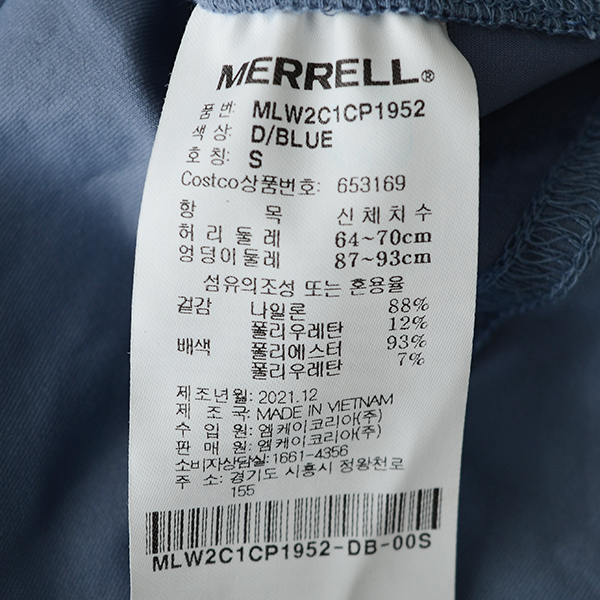 MERRELL®
품 번: MLW2C1CP1952
색 상: D/BLUE
호 칭: S
Costco상품번호: 653169
항 목 신체치수
허리둘레 64~70cm
엉덩이둘레 87~93cm
섬유의조성 또는 혼용율
겉감 나일론 88%
폴리우레탄 12%
배색 폴리에스터 93%
폴리우레탄 7%
제조년월: 2021.12
제 조 국: MADE IN VIETNAM
수 입 원: 엠케이코리아(주)
판 매 원: 엠케이코리아(주)
소비자상담실: 1661-4356
주 소: 경기도 시흥시 정왕천로
155
MLW2C1CP1952-DB-00S